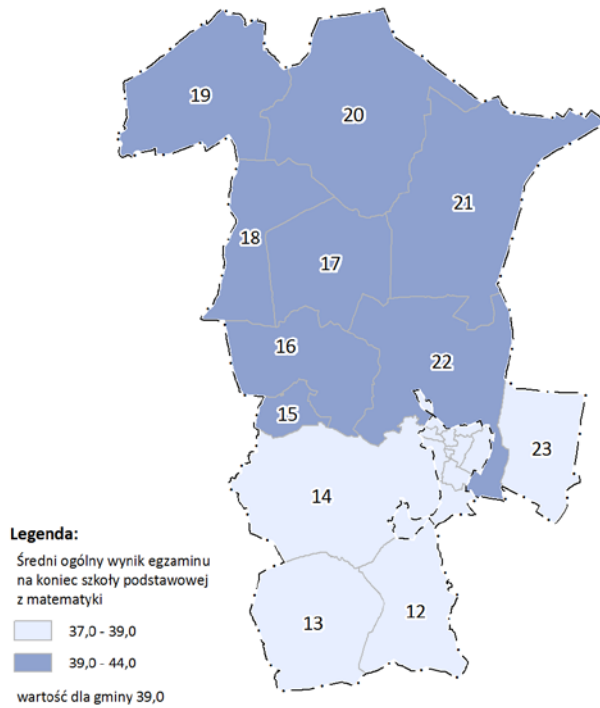 19
20
21
18
17
16
22
15
23
14
Legenda:
Średni ogólny wynik egzaminu
na koniec szkoły podstawowej
z matematyki
13
12
37,0 - 39,0
39,0 - 44,0
wartość dla gminy 39,0